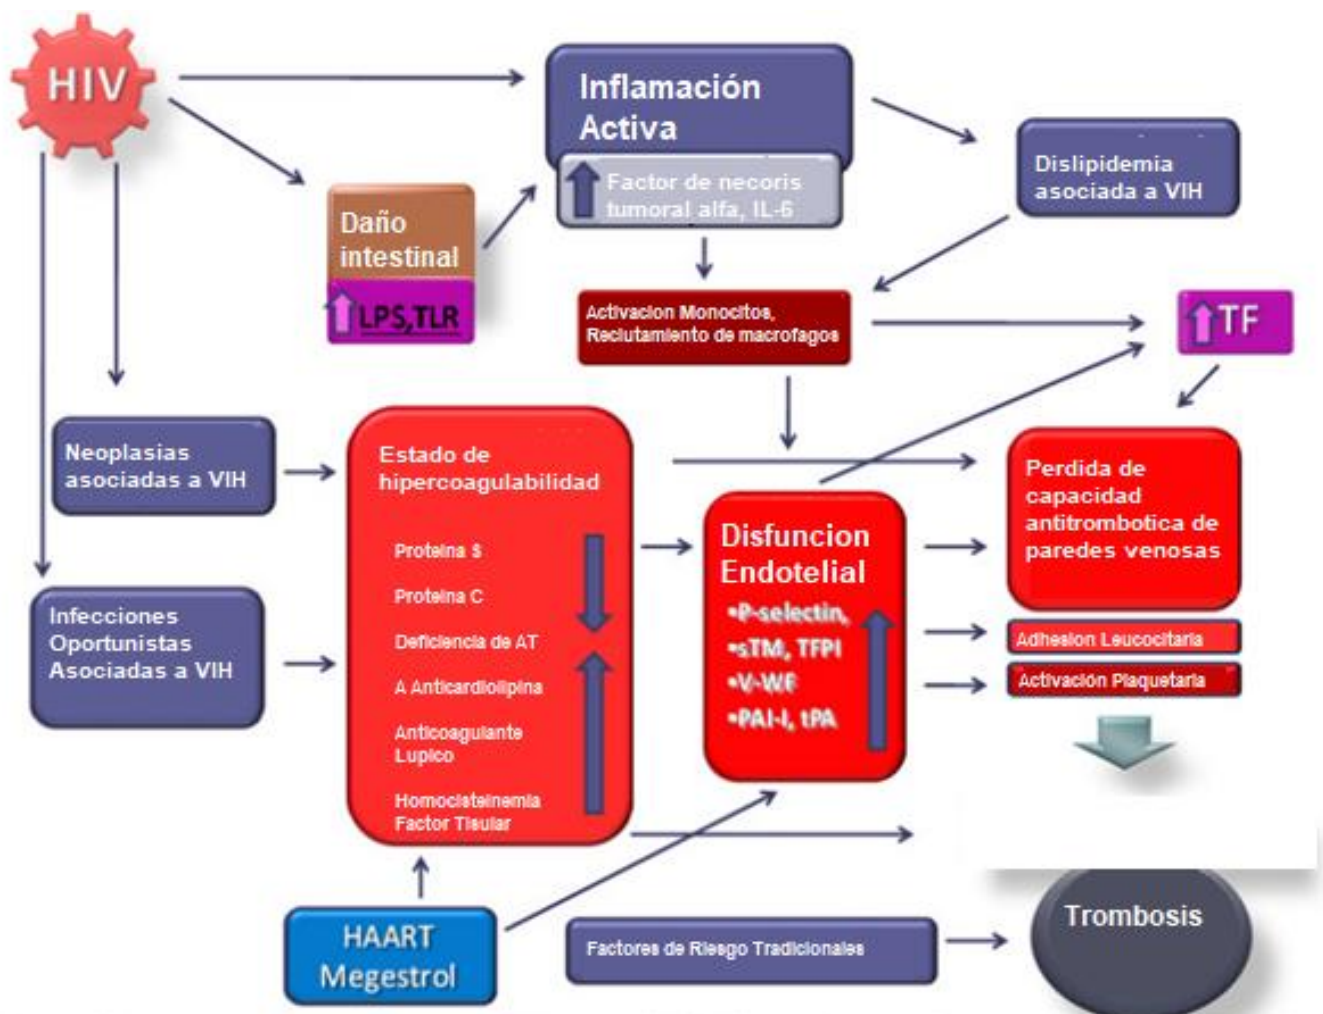 HIV
Inflamación
Activa
Factor de necoris
tumoral alfa, IL-6
Dislipidemia
asociada a VIH
Daño
intestinal
LPS,TLR
Activacion Monocitos,
Reclutamiento de macrofagos
TF
Neoplasias
asociadas a VIH
Estado de
hipercoagulabilidad
Proteina S
Proteina C
Deficiencia de AT
A Anticardiolipina
Anticoagulante
Lupico
Homocisteinemia
Factor Tisular
Disfuncion
Endotelial
•P-selectin,
•sTM, TFPI
•V-WF
•PAI-I, tPA
Perdida de
capacidad
antitrombotica de
paredes venosas
Adhesion Leucocitaria
Activación Plaquetaria
Infecciones
Oportunistas
Asociadas a VIH
HAART
Megestrol
Factores de Riesgo Tradicionales
Trombosis